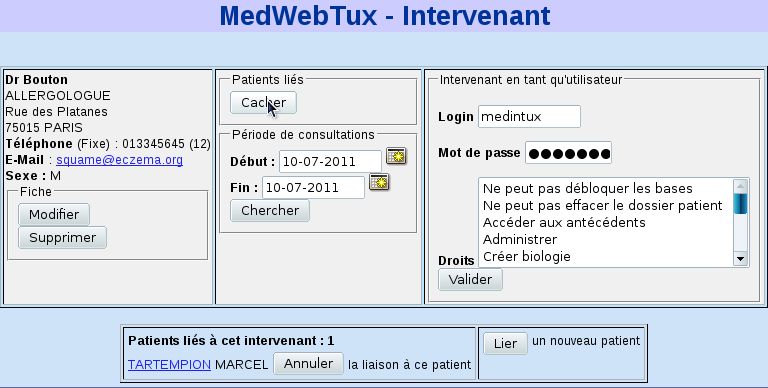 MedWebTux - Intervenant
Dr Bouton
ALLERGOLOGUE
Rue des Platanes
75015 PARIS
Téléphone (Fixe) : 013345645 (12)
E-Mail : squame@eczema.org
Sexe : M
Fiche
Modifier
Supprimer
Patients liés
Cacher
Période de consultations
Début : 10-07-2011
Fin : 10-07-2011
Chercher
Intervenant en tant qu'utilisateur
Login medintux
Mot de passe ●●●●●●●
Ne peut pas débloquer les bases
Ne peut pas effacer le dossier patient
Accéder aux antécédents
Administrer
Créer biologie
Droits
Valider
Patients liés à cet intervenant : 1
TARTEMPION MARCEL Annuler la liaison à ce patient
Lier un nouveau patient